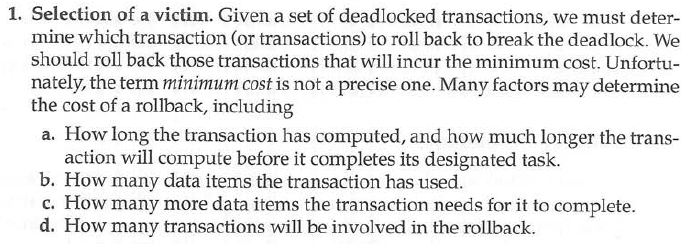 1. Selection of a victim. Given a set of deadlocked transactions, we must deter-
mine which transaction (or transactions) to roll back to break the deadlock. We
should roll back those transactions that will incur the minimum cost. Unfortu-
nately, the term minimum cost is not a precise one. Many factors may determine
the cost of a rollback, including
a. How long the transaction has computed, and how much longer the trans-
action will compute before it completes its designated task.
b. How many data items the transaction has used.
c. How many more data items the transaction needs for it to complete.
d. How many transactions will be involved in the rollback.